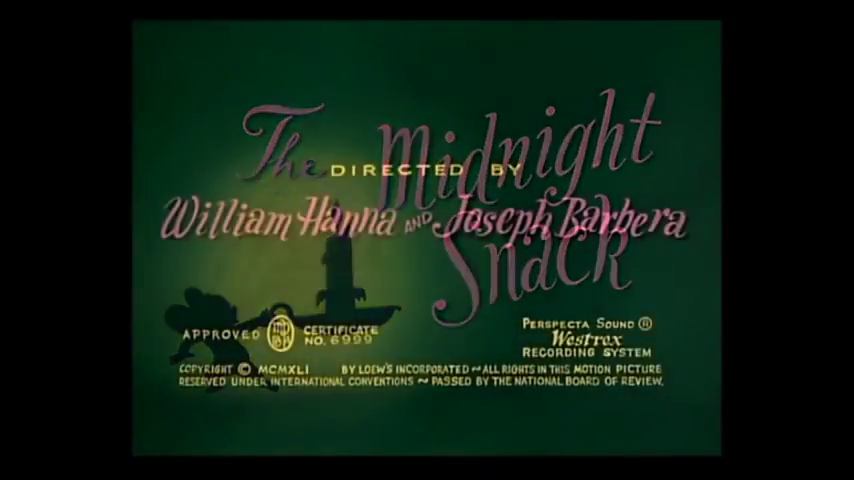 The Midnight
Snack
DIRECTED BY
William Hanna AND Joseph Barbera
APPROVED
CERTIFICATE
NO. 6999
PERSPECTA SOUND ®
Westrex
RECORDING SYSTEM
COPYRIGHT © MCMXLI BY LOEW'S INCORPORATED ~ ALL RIGHTS IN THIS MOTION PICTURE
RESERVED UNDER INTERNATIONAL CONVENTIONS ~ PASSED BY THE NATIONAL BOARD OF REVIEW.